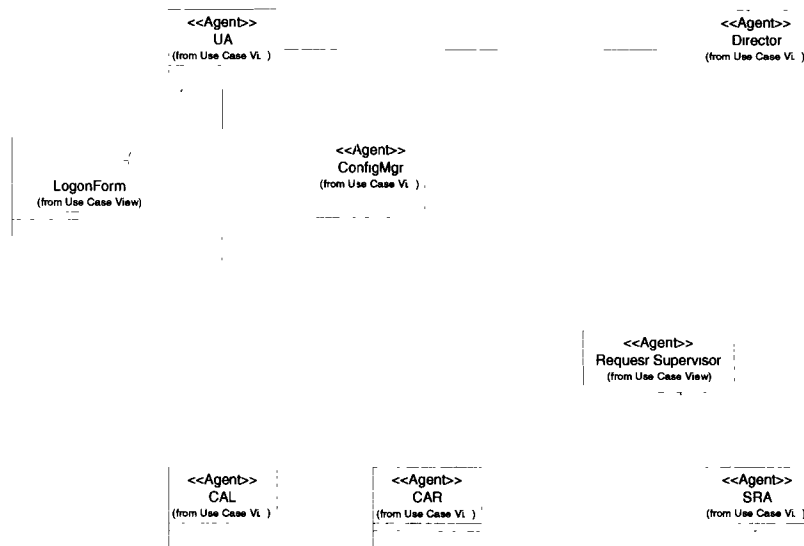 <<Agent>>
UA
(from Use Case Vi. )
<<Agent>>
Director
(from Use Case Vi. )
<<Agent>>
ConfigMgr
(from Use Case Vi. )
LogonForm
(from Use Case View)
<<Agent>>
Requesr Supervisor
(from Use Case View)
<<Agent>>
CAL
(from Use Case Vi. )
<<Agent>>
CAR
(from Use Case Vi. )
<<Agent>>
SRA
(from Use Case Vi. )